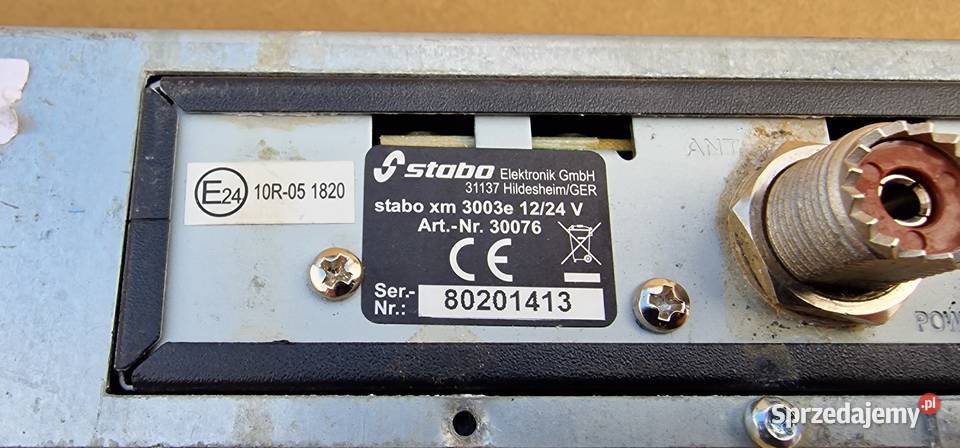 E24 10R-05 1820
stabo Elektronik GmbH
31137 Hildesheim/GER
stabo xm 3003e 12/24 V
Art.-Nr. 30076
CE
Ser.-
Nr.: 80201413
ANT
POW
Sprzedajemy.pl